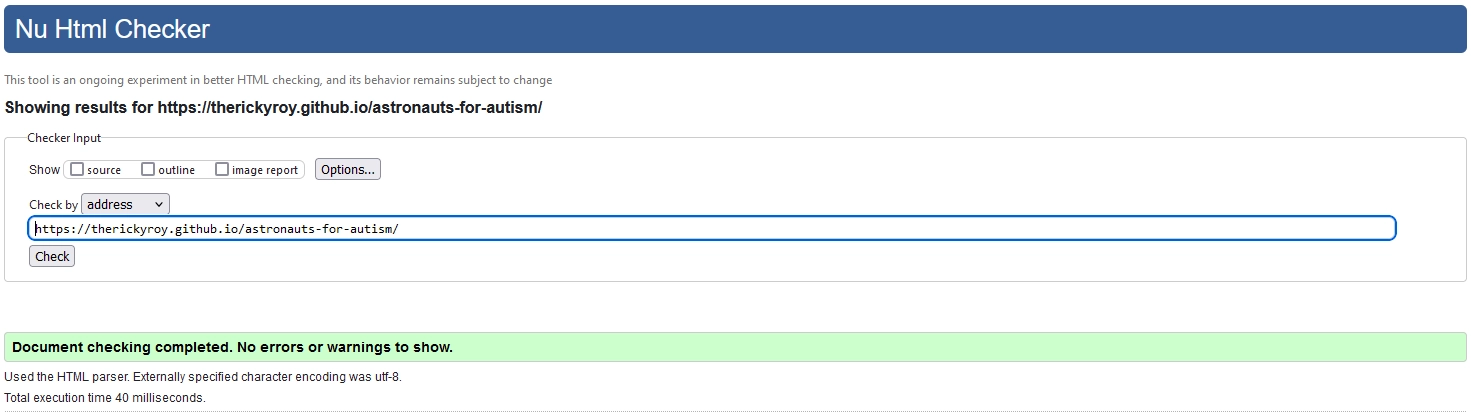 Nu Html Checker
This tool is an ongoing experiment in better HTML checking, and its behavior remains subject to change
Showing results for https://therickyroy.github.io/astronauts-for-autism/
Checker Input
Show source outline image report Options...
Check by address
https://therickyroy.github.io/astronauts-for-autism/
Check
Document checking completed. No errors or warnings to show.
Used the HTML parser. Externally specified character encoding was utf-8.
Total execution time 40 milliseconds.